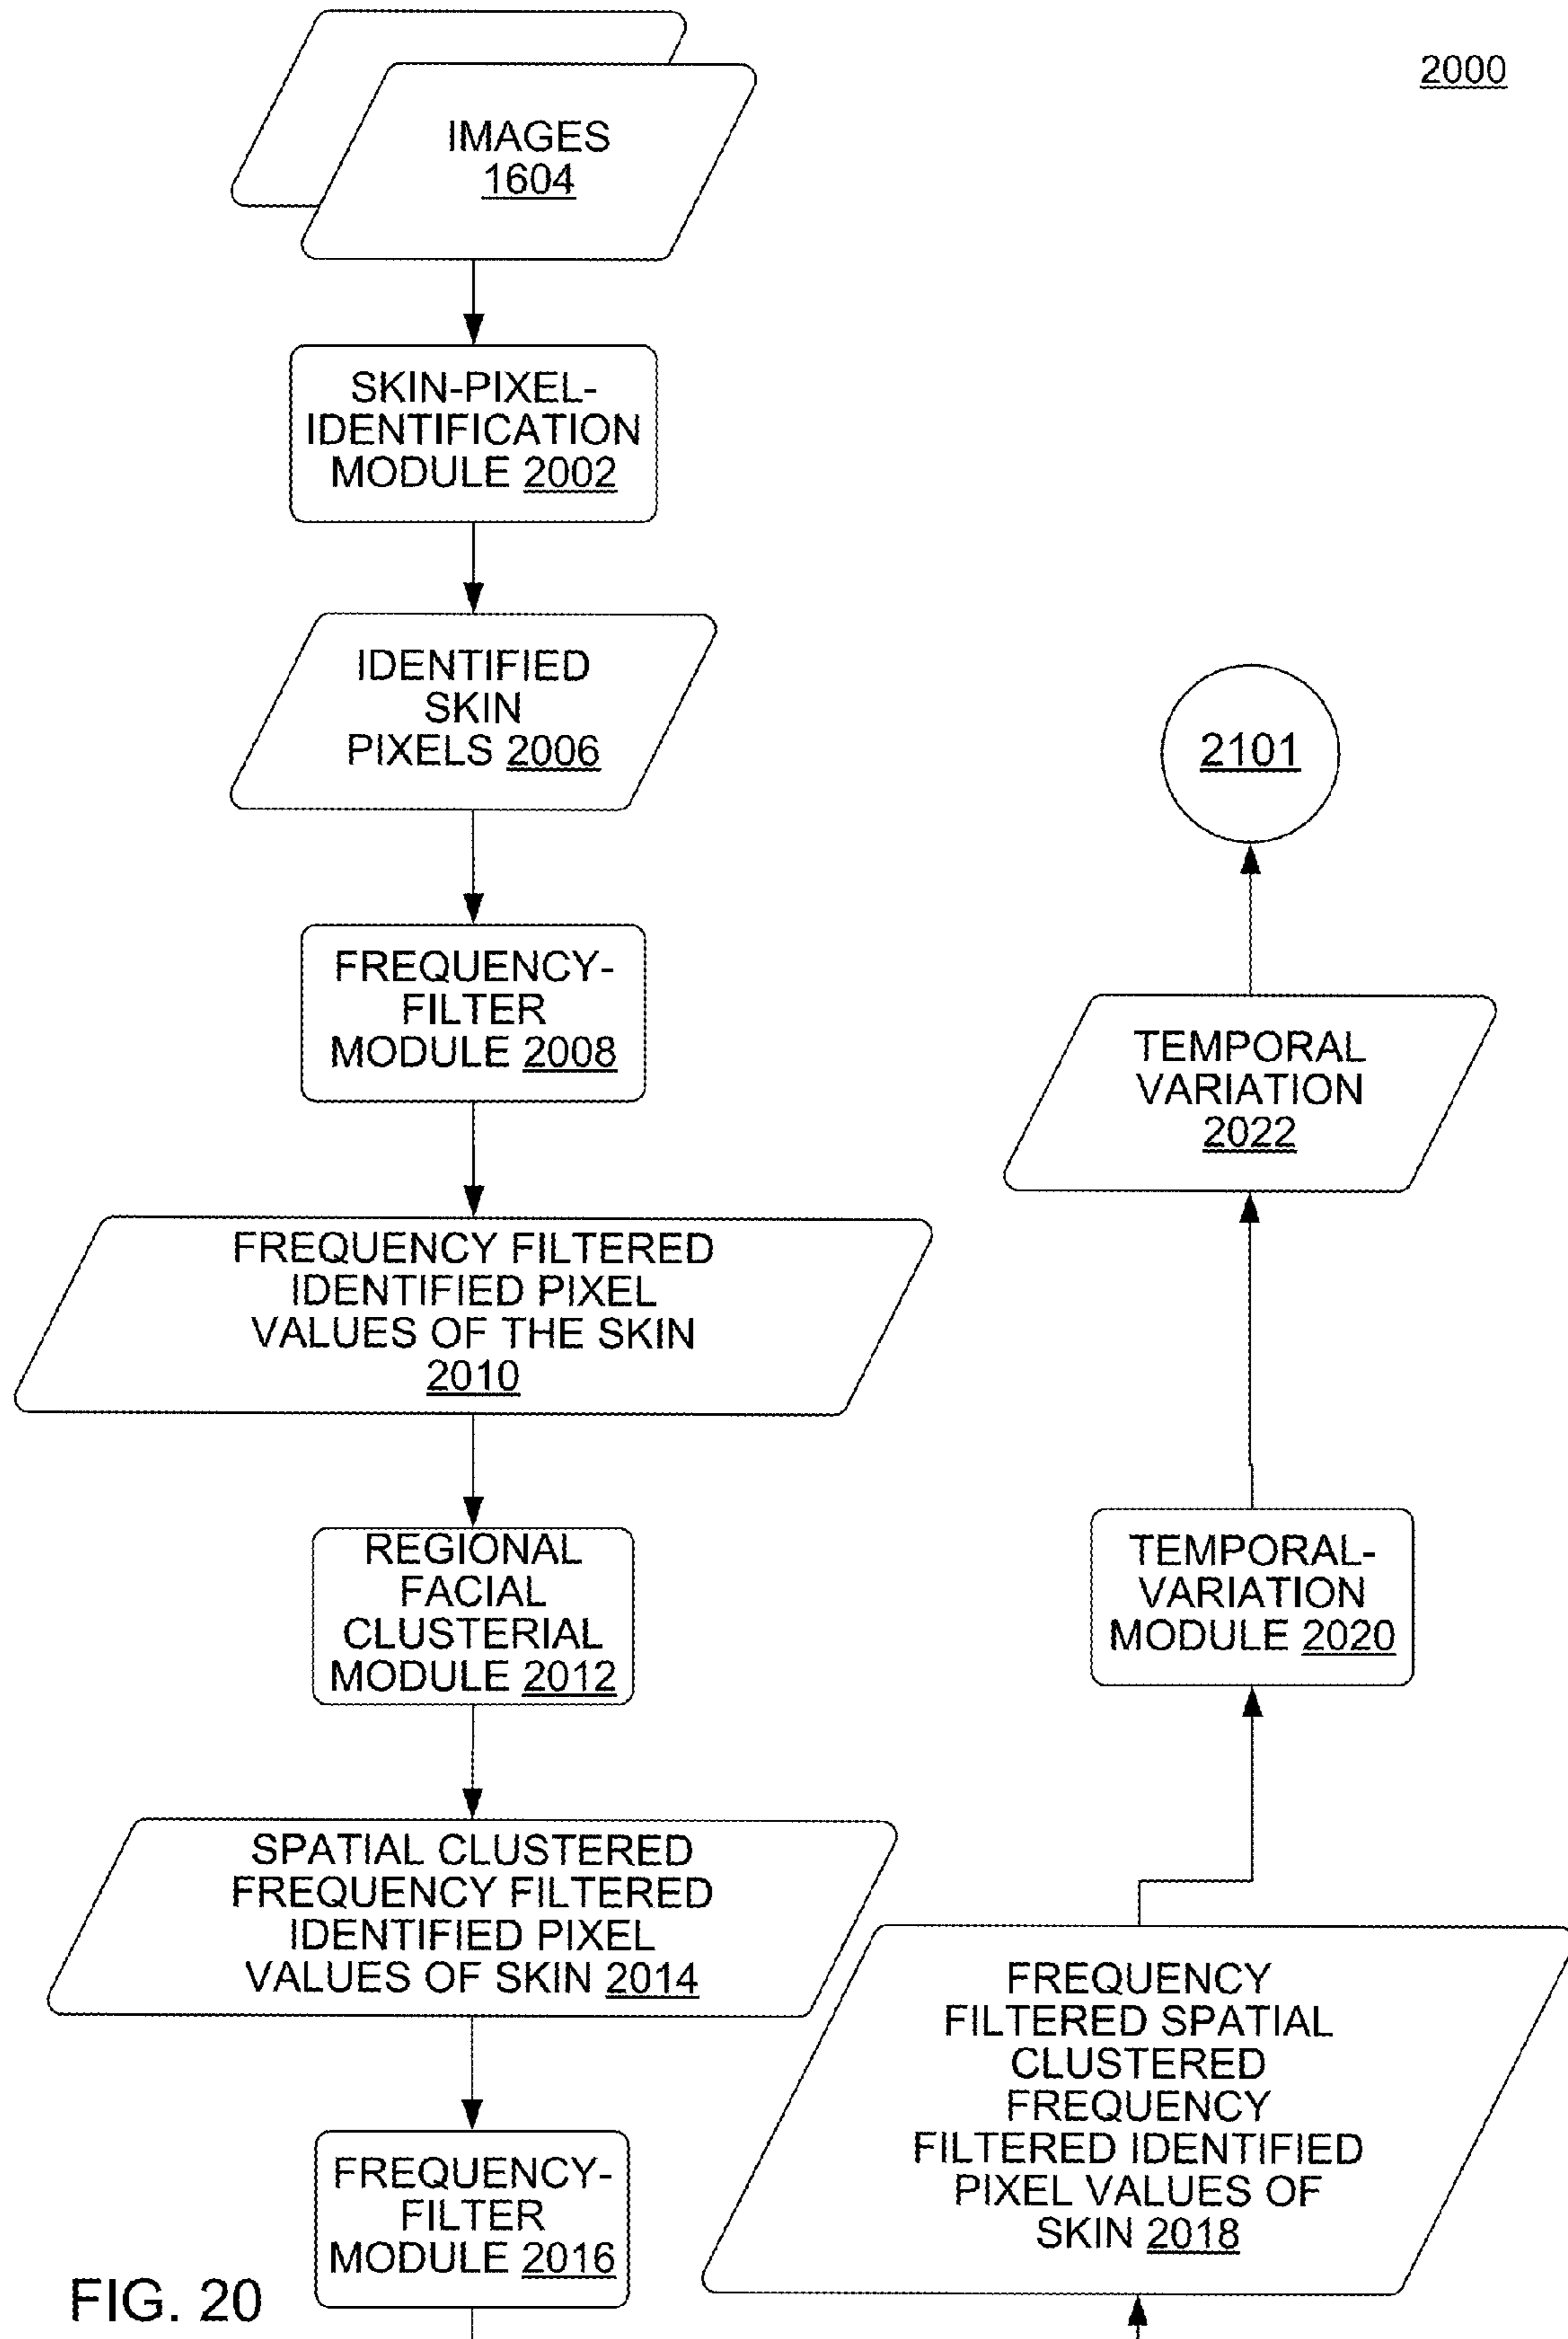 2000
IMAGES
1604
SKIN-PIXEL-
IDENTIFICATION
MODULE 2002
IDENTIFIED
SKIN
PIXELS 2006
FREQUENCY-
FILTER
MODULE 2008
FREQUENCY FILTERED
IDENTIFIED PIXEL
VALUES OF THE SKIN
2010
REGIONAL
FACIAL
CLUSTERIAL
MODULE 2012
SPATIAL CLUSTERED
FREQUENCY FILTERED
IDENTIFIED PIXEL
VALUES OF SKIN 2014
FREQUENCY-
FILTER
MODULE 2016
FREQUENCY
FILTERED SPATIAL
CLUSTERED
FREQUENCY
FILTERED IDENTIFIED
PIXEL VALUES OF
SKIN 2018
TEMPORAL-
VARIATION
MODULE 2020
TEMPORAL
VARIATION
2022
2101
FIG. 20